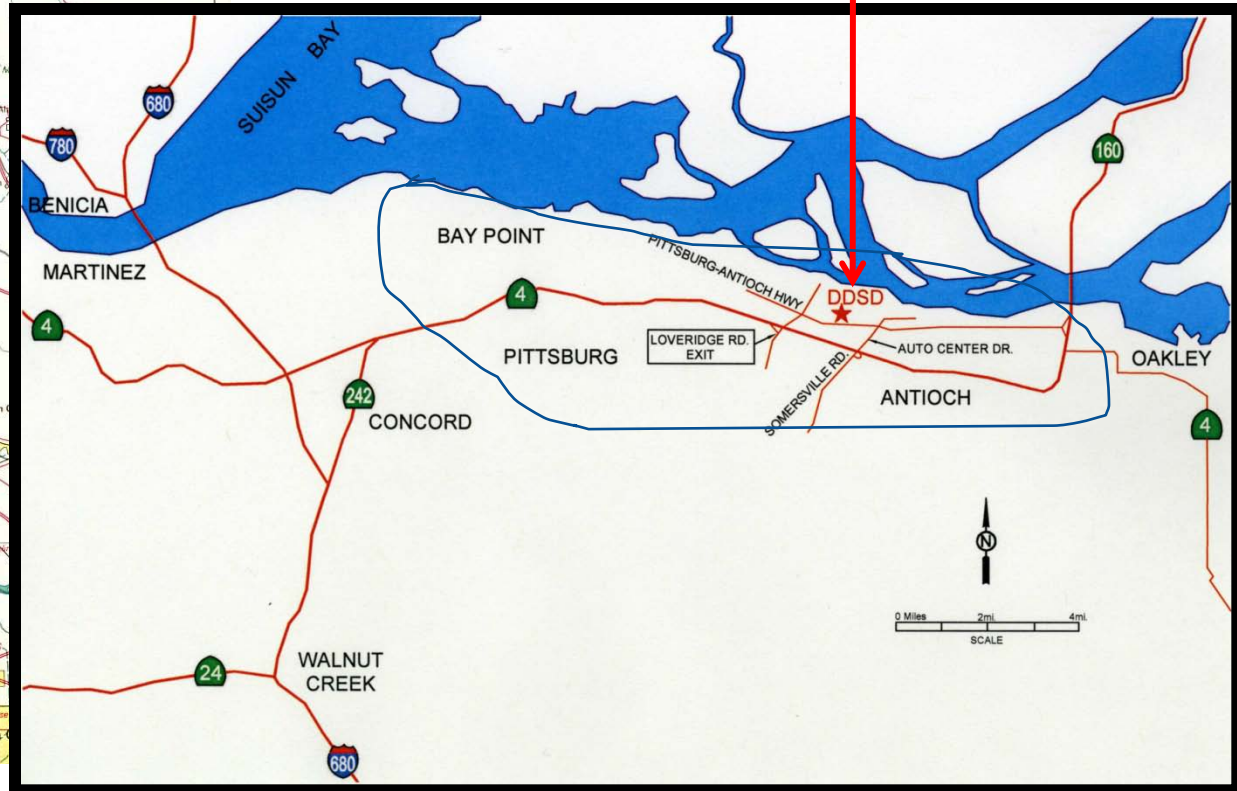 SUISUN BAY
680
780
160
BENICIA
BAY POINT
PITTSBURG-ANTIOCH HWY
MARTINEZ
4
DDSD
4
LOVERIDGE RD.
EXIT
AUTO CENTER DR.
PITTSBURG
OAKLEY
SOMERSVILLE RD.
242
ANTIOCH
CONCORD
4
N
0 Miles 2mi. 4mi.
SCALE
WALNUT
CREEK
24
680